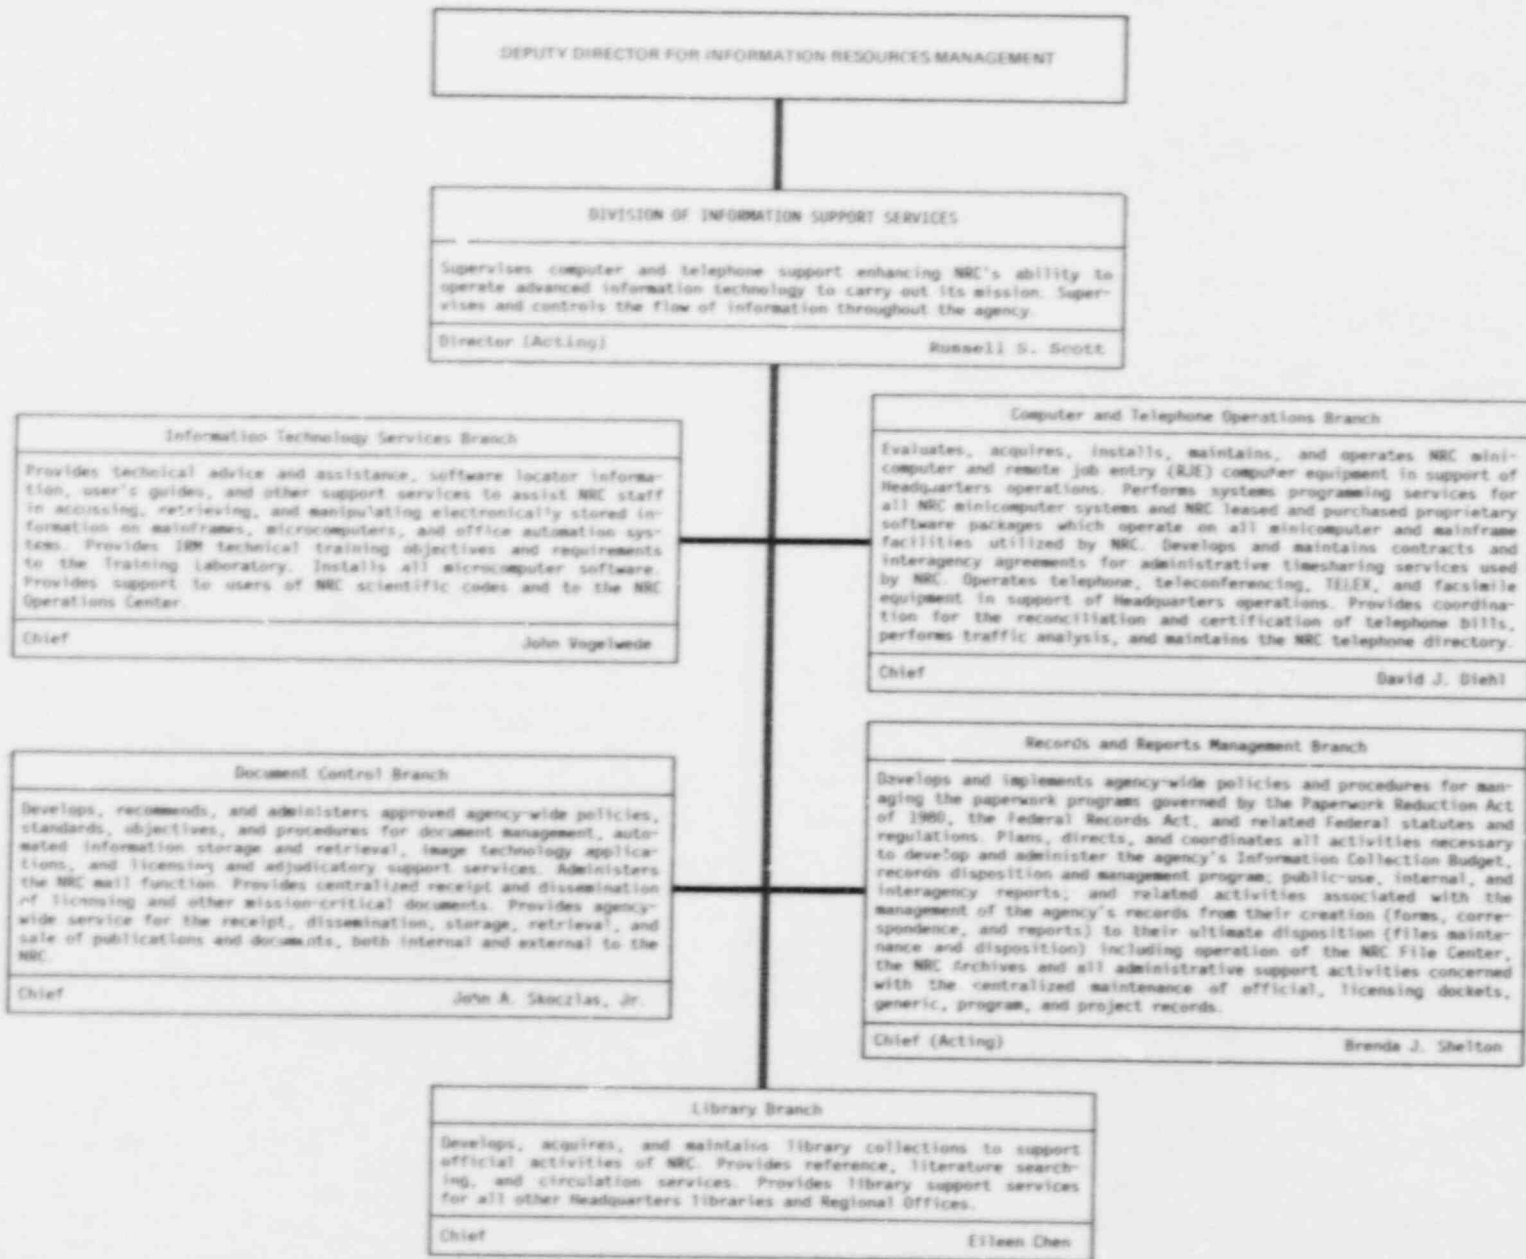 DEPUTY DIRECTOR FOR INFORMATION RESOURCES MANAGEMENT
DIVISION OF INFORMATION SUPPORT SERVICES
Supervises computer and telephone support enhancing NRC's ability to
operate advanced information technology to carry out its mission. Super-
vises and controls the flow of information throughout the agency.
Director (Acting) Russell S. Scott
Information Technology Services Branch
Provides technical advice and assistance, software locator informa-
tion, user's guides, and other support services to assist NRC staff
in accussing, retrieving, and manipulating electronically stored in-
formation on mainframes, microcomputers, and office automation sys-
tems. Provides IRM technical training objectives and requirements
to the Training Laboratory. Installs all microcomputer software.
Provides support to users of NRC scientific codes and to the NRC
Operations Center.
Chief John Vogelwede
Computer and Telephone Operations Branch
Evaluates, acquires, installs, maintains, and operates NRC mini-
computer and remote job entry (RJE) computer equipment in support of
Headquarters operations. Performs systems programming services for
all NRC minicomputer systems and NRC leased and purchased proprietary
software packages which operate on all minicomputer and mainframe
facilities utilized by NRC. Develops and maintains contracts and
interagency agreements for administrative timesharing services used
by NRC. Operates telephone, teleconferencing, TELEX, and facsimile
equipment in support of Headquarters operations. Provides coordina-
tion for the reconciliation and certification of telephone bills,
performs traffic analysis, and maintains the NRC telephone directory.
Chief David J. Diehl
Document Control Branch
Develops, recommends, and administers approved agency-wide policies,
standards, objectives, and procedures for document management, auto-
mated information storage and retrieval, image technology applica-
tions, and licensing and adjudicatory support services. Administers
the NRC mail function. Provides centralized receipt and dissemination
of licensing and other mission-critical documents. Provides agency-
wide service for the receipt, dissemination, storage, retrieval, and
sale of publications and documents, both internal and external to the
NRC.
Chief John A. Skoczlas, Jr.
Records and Reports Management Branch
Develops and implements agency-wide policies and procedures for man-
aging the paperwork programs governed by the Paperwork Reduction Act
of 1980, the Federal Records Act, and related Federal statutes and
regulations. Plans, directs, and coordinates all activities necessary
to develop and administer the agency's Information Collection Budget,
records disposition and management program; public-use, internal, and
interagency reports; and related activities associated with the
management of the agency's records from their creation (forms, corre-
spondence, and reports) to their ultimate disposition (files mainte-
nance and disposition) including operation of the NRC File Center,
the NRC Archives and all administrative support activities concerned
with the centralized maintenance of official, licensing dockets,
generic, program, and project records.
Chief (Acting) Brenda J. Shelton
Library Branch
Develops, acquires, and maintains library collections to support
official activities of NRC. Provides reference, literature search-
ing, and circulation services. Provides library support services
for all other Headquarters libraries and Regional Offices.
Chief Eileen Chen